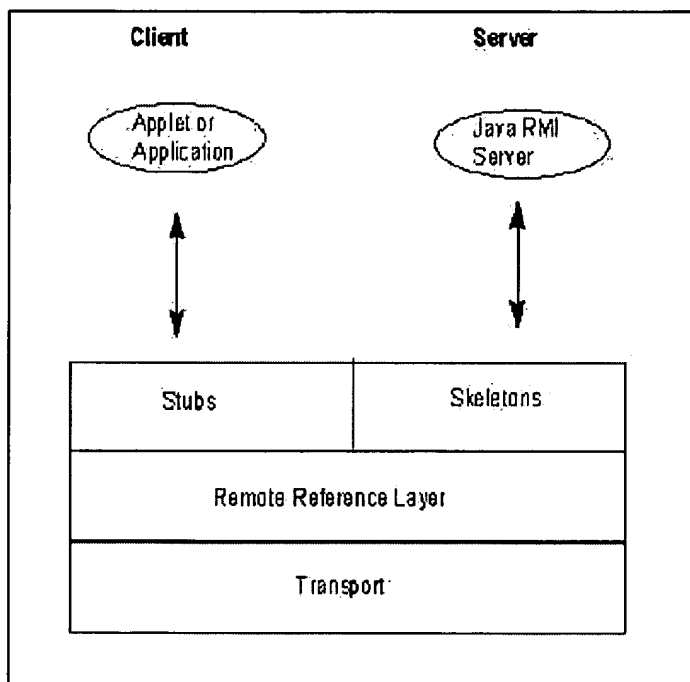 Client
Server
Applet or
Application
Java RMI
Server
Stubs
Skeletons
Remote Reference Layer
Transport